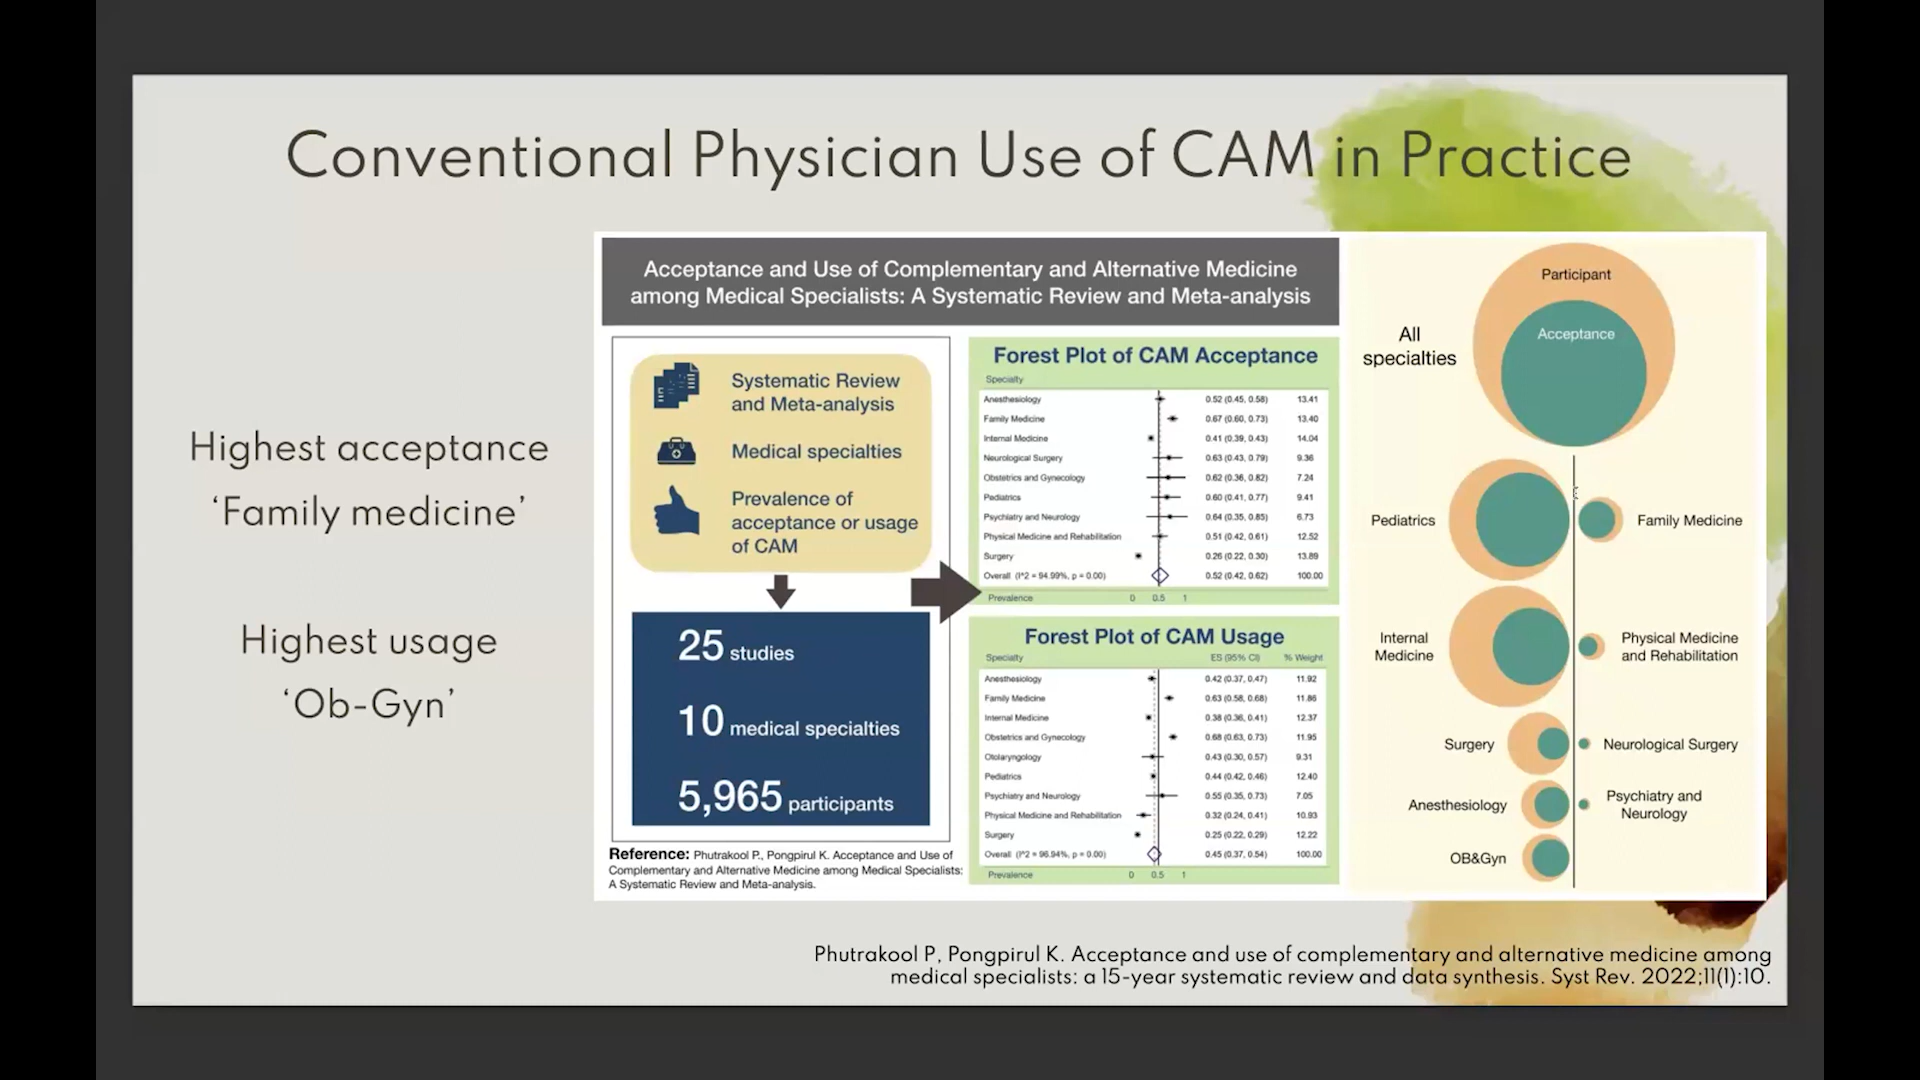 Conventional Physician Use of CAM in Practice
Highest acceptance
‘Family medicine’
Highest usage
‘Ob-Gyn’
Acceptance and Use of Complementary and Alternative Medicine
among Medical Specialists: A Systematic Review and Meta-analysis
Systematic Review
and Meta-analysis
Medical specialties
Prevalence of
acceptance or usage
of CAM
25 studies
10 medical specialties
5,965 participants
Reference: Phutrakool P., Pongpirul K. Acceptance and Use of
Complementary and Alternative Medicine among Medical Specialists:
A Systematic Review and Meta-analysis.
Forest Plot of CAM Acceptance
Specialty
Anesthesiology 0.52 (0.45, 0.58) 13.41
Family Medicine 0.67 (0.60, 0.73) 13.40
Internal Medicine 0.41 (0.39, 0.43) 14.04
Neurological Surgery 0.63 (0.43, 0.79) 9.36
Obstetrics and Gynecology 0.62 (0.36, 0.82) 7.24
Pediatrics 0.60 (0.41, 0.77) 9.41
Psychiatry and Neurology 0.64 (0.35, 0.85) 6.73
Physical Medicine and Rehabilitation 0.51 (0.42, 0.61) 12.52
Surgery 0.26 (0.22, 0.30) 13.89
Overall (I^2 = 94.99%, p = 0.00) 0.52 (0.42, 0.62) 100.00
Prevalence 0 0.5 1
Forest Plot of CAM Usage
Specialty ES (95% CI) % Weight
Anesthesiology 0.42 (0.37, 0.47) 11.92
Family Medicine 0.63 (0.58, 0.68) 11.86
Internal Medicine 0.38 (0.36, 0.41) 12.37
Obstetrics and Gynecology 0.68 (0.63, 0.73) 11.95
Otolaryngology 0.43 (0.30, 0.57) 9.31
Pediatrics 0.44 (0.42, 0.46) 12.40
Psychiatry and Neurology 0.55 (0.35, 0.73) 7.05
Physical Medicine and Rehabilitation 0.32 (0.24, 0.41) 10.93
Surgery 0.25 (0.22, 0.29) 12.22
Overall (I^2 = 96.94%, p = 0.00) 0.45 (0.37, 0.54) 100.00
Prevalence 0 0.5 1
Participant
Acceptance
All
specialties
Pediatrics
Family Medicine
Internal
Medicine
Physical Medicine
and Rehabilitation
Surgery
Neurological Surgery
Anesthesiology
Psychiatry and
Neurology
OB&Gyn
Phutrakool P, Pongpirul K. Acceptance and use of complementary and alternative medicine among
medical specialists: a 15-year systematic review and data synthesis. Syst Rev. 2022;11(1):10.